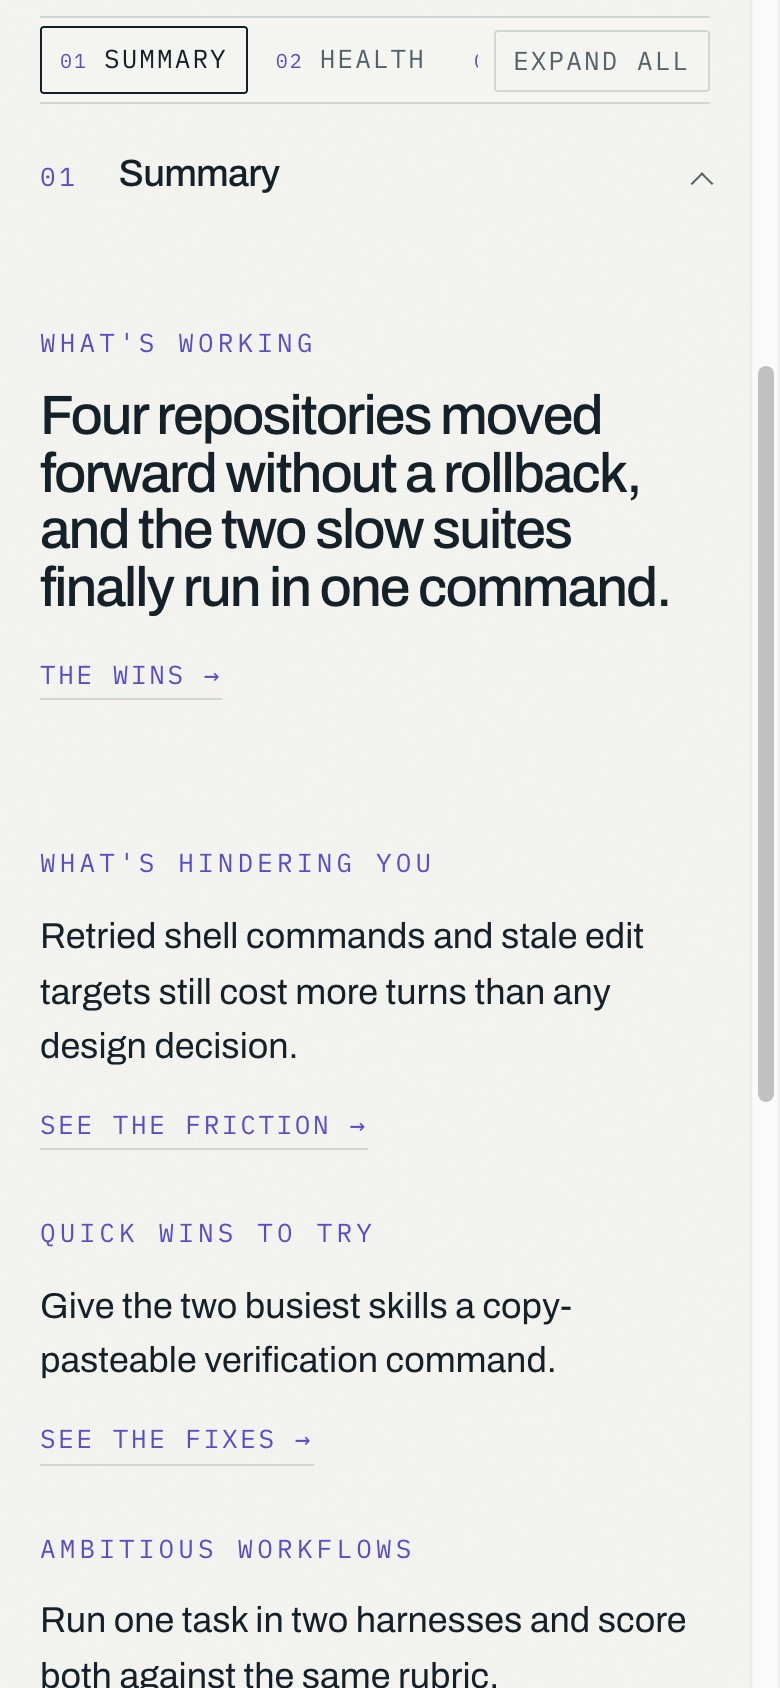 01 SUMMARY 02 HEALTH EXPAND ALL
01 Summary
WHAT'S WORKING
Four repositories moved
forward without a rollback,
and the two slow suites
finally run in one command.
THE WINS →
WHAT'S HINDERING YOU
Retried shell commands and stale edit
targets still cost more turns than any
design decision.
SEE THE FRICTION →
QUICK WINS TO TRY
Give the two busiest skills a copy-
pasteable verification command.
SEE THE FIXES →
AMBITIOUS WORKFLOWS
Run one task in two harnesses and score
both against the same rubric.